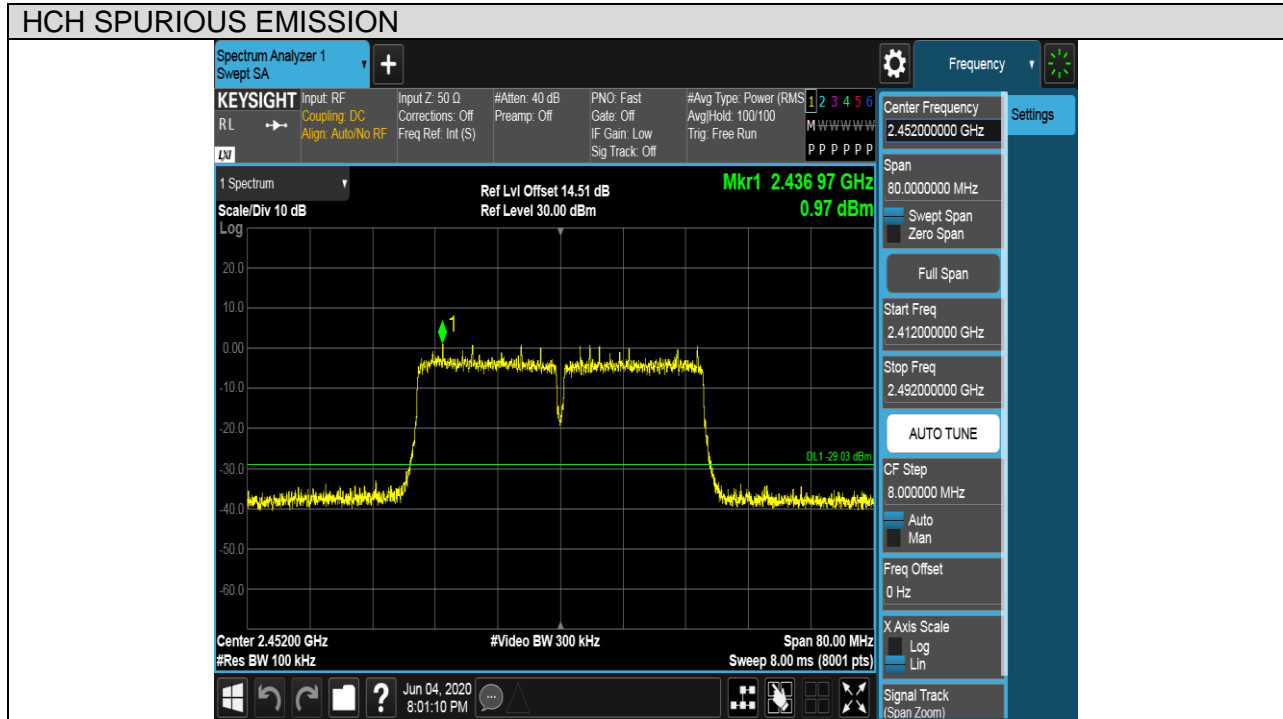 HCH SPURIOUS EMISSION
Spectrum Analyzer 1
Swept SA
Frequency
KEYSIGHT
RL
LXI
Input: RF
Coupling: DC
Align: Auto/No RF
Input Z: 50 Ω
Corrections: Off
Freq Ref: Int (S)
#Atten: 40 dB
Preamp: Off
PNO: Fast
Gate: Off
IF Gain: Low
Sig Track: Off
#Avg Type: Power (RMS
Avg|Hold: 100/100
Trig: Free Run
1 2 3 4 5 6
M W W W W W
P P P P P P
1 Spectrum
Scale/Div 10 dB
Ref Lvl Offset 14.51 dB
Ref Level 30.00 dBm
Mkr1 2.436 97 GHz
0.97 dBm
Log
20.0
10.0
0.00
-10.0
-20.0
-30.0
-40.0
-50.0
-60.0
1
DL1 -29.03 dBm
Center 2.45200 GHz
#Res BW 100 kHz
#Video BW 300 kHz
Span 80.00 MHz
Sweep 8.00 ms (8001 pts)
Center Frequency
2.452000000 GHz
Settings
Span
80.0000000 MHz
Swept Span
Zero Span
Full Span
Start Freq
2.412000000 GHz
Stop Freq
2.492000000 GHz
AUTO TUNE
CF Step
8.000000 MHz
Auto
Man
Freq Offset
0 Hz
X Axis Scale
Log
Lin
Signal Track
(Span Zoom)
?
Jun 04, 2020
8:01:10 PM